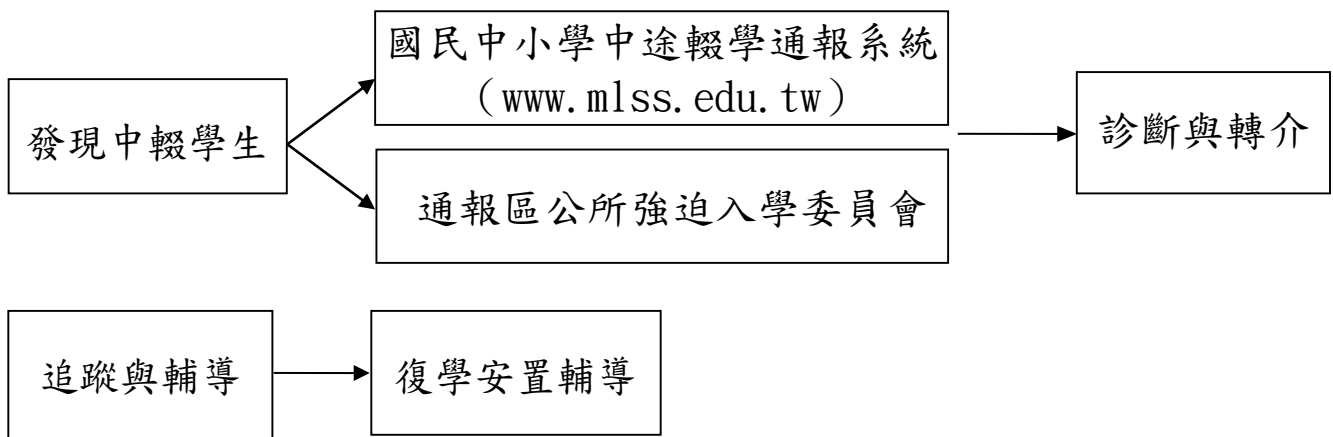 發現中輟學生
國民中小學中途輟學通報系統
（www.mlss.edu.tw）
通報區公所強迫入學委員會
診斷與轉介
追蹤與輔導
復學安置輔導